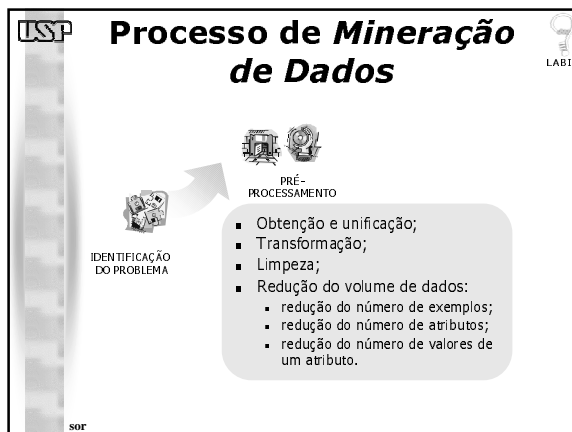 USP
Processo de Mineração
de Dados
LABI
PRÉ-
PROCESSAMENTO
IDENTIFICAÇÃO
DO PROBLEMA
Obtenção e unificação;
Transformação;
Limpeza;
Redução do volume de dados:
redução do número de exemplos;
redução do número de atributos;
redução do número de valores de
um atributo.
sor